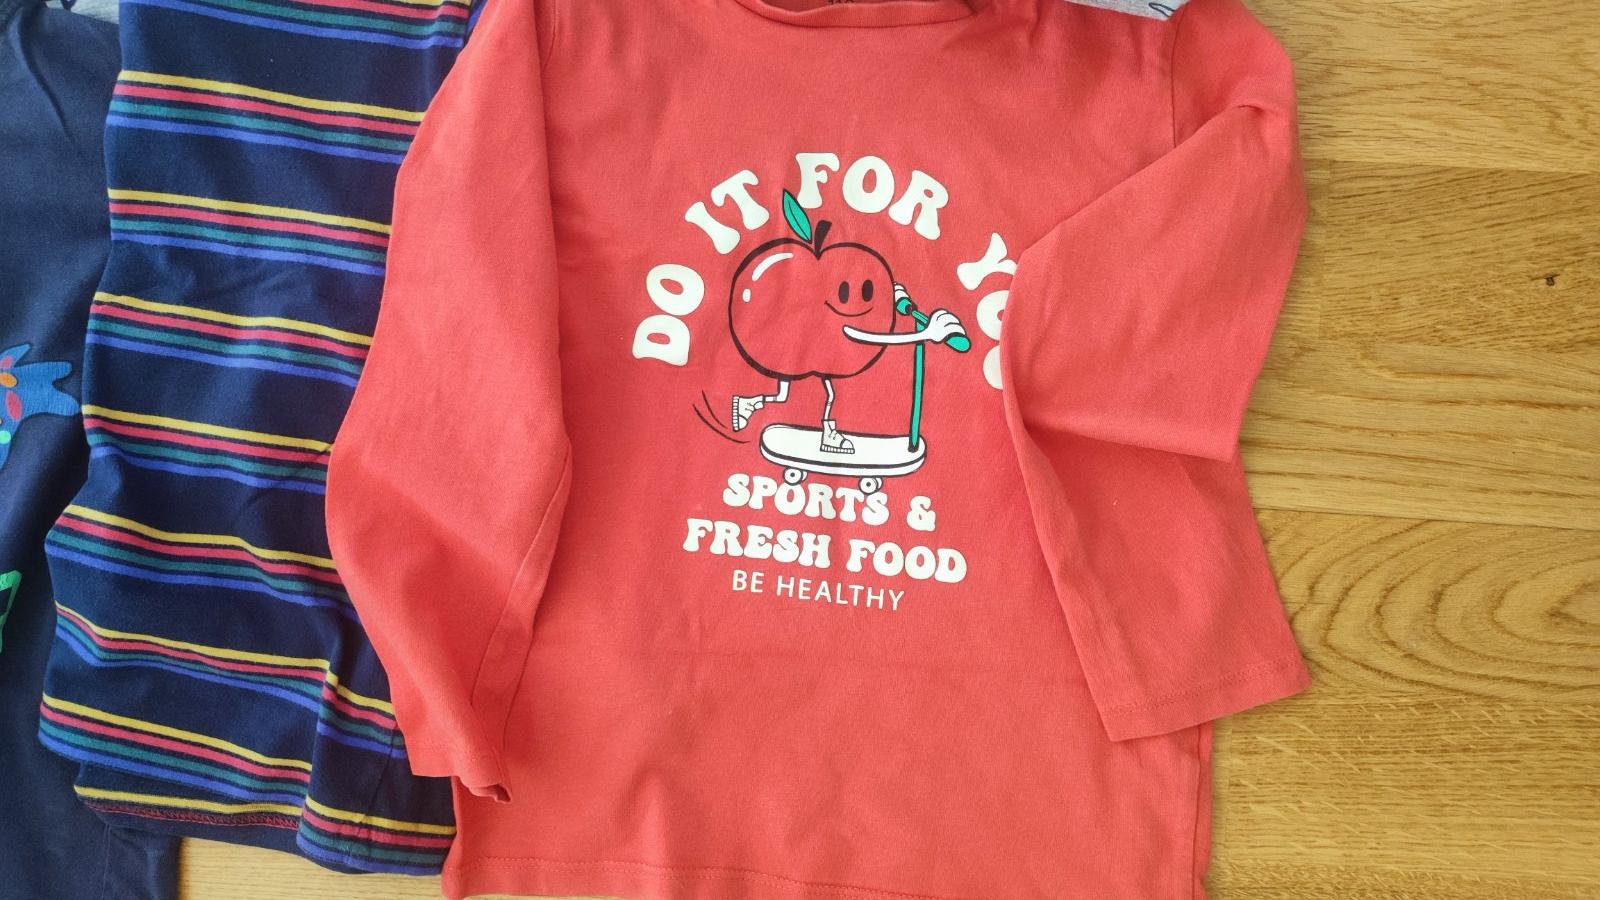 DO IT FOR YOU
SPORTS &
FRESH FOOD
BE HEALTHY